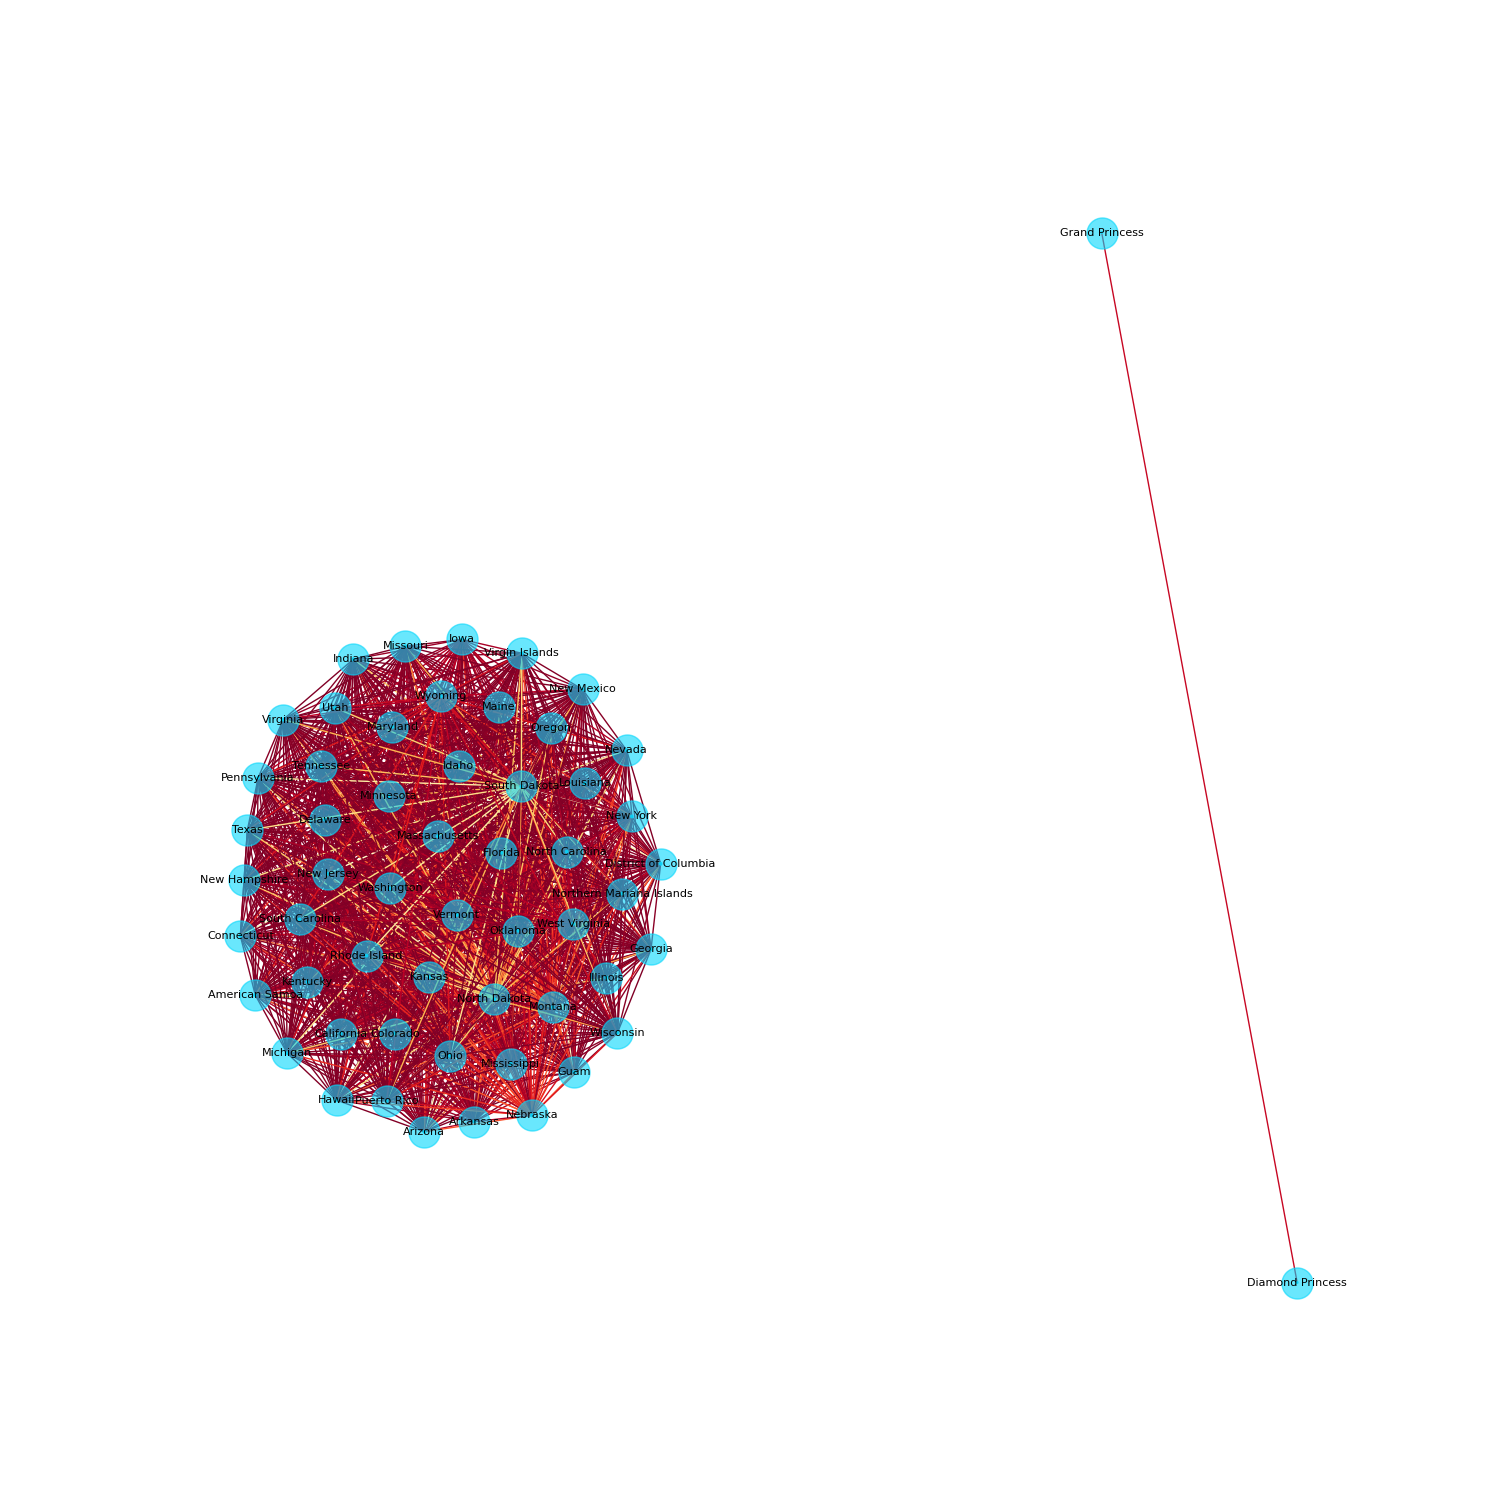 Grand Princess
Iowa
Missouri
Virgin Islands
Indiana
New Mexico
Wyoming
Maine
Utah
Virginia
Maryland
Oregon
Nevada
Tennessee
Idaho
Pennsylvania
Louisiana
South Dakota
Minnesota
New York
Delaware
Texas
Massachusetts
Florida
North Carolina
District of Columbia
New Jersey
New Hampshire
Washington
Northern Mariana Islands
Vermont
South Carolina
West Virginia
Oklahoma
Connecticut
Georgia
Rhode Island
Kansas
Illinois
Kentucky
American Samoa
North Dakota
Montana
Wisconsin
California
Colorado
Michigan
Ohio
Mississippi
Guam
Hawaii
Puerto Rico
Nebraska
Arkansas
Arizona
Diamond Princess